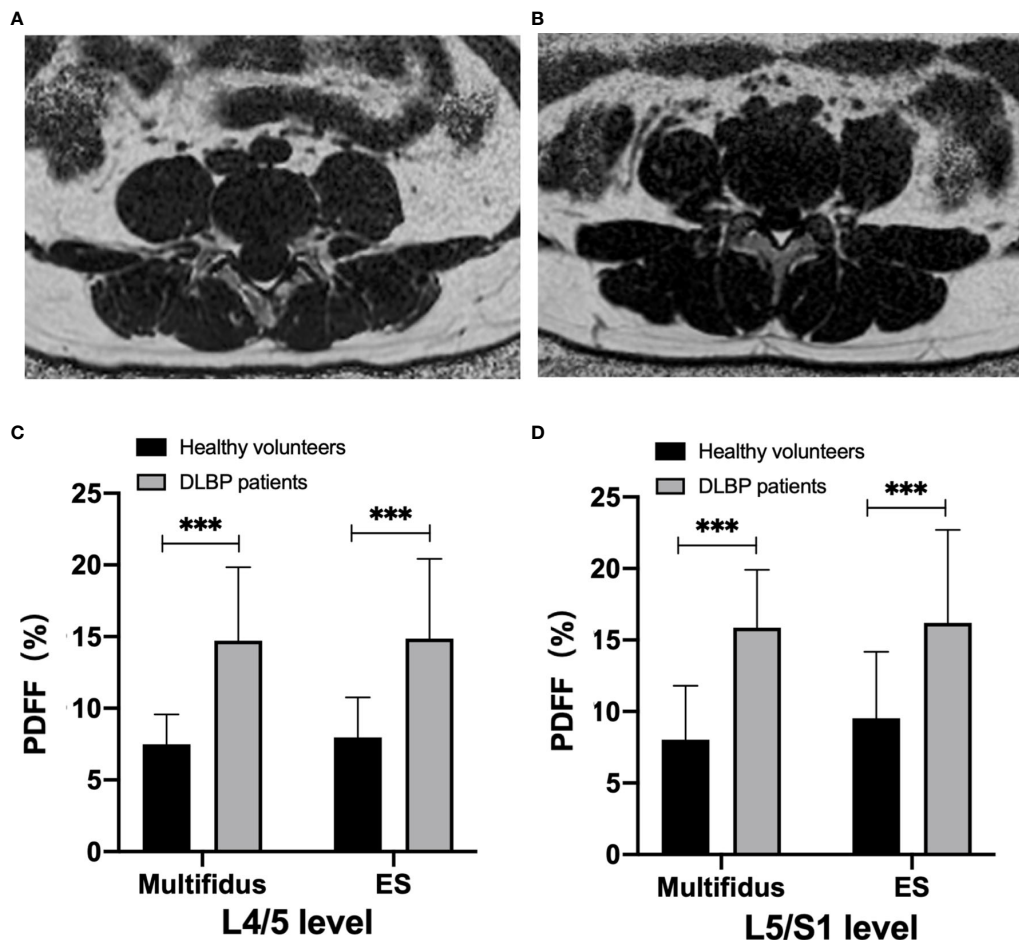 A
B
C
Healthy volunteers
DLBP patients
25
20
15
10
5
0
PDFF (%)
***
***
Multifidus
ES
L4/5 level
D
Healthy volunteers
DLBP patients
25
20
15
10
5
0
PDFF (%)
***
***
Multifidus
ES
L5/S1 level